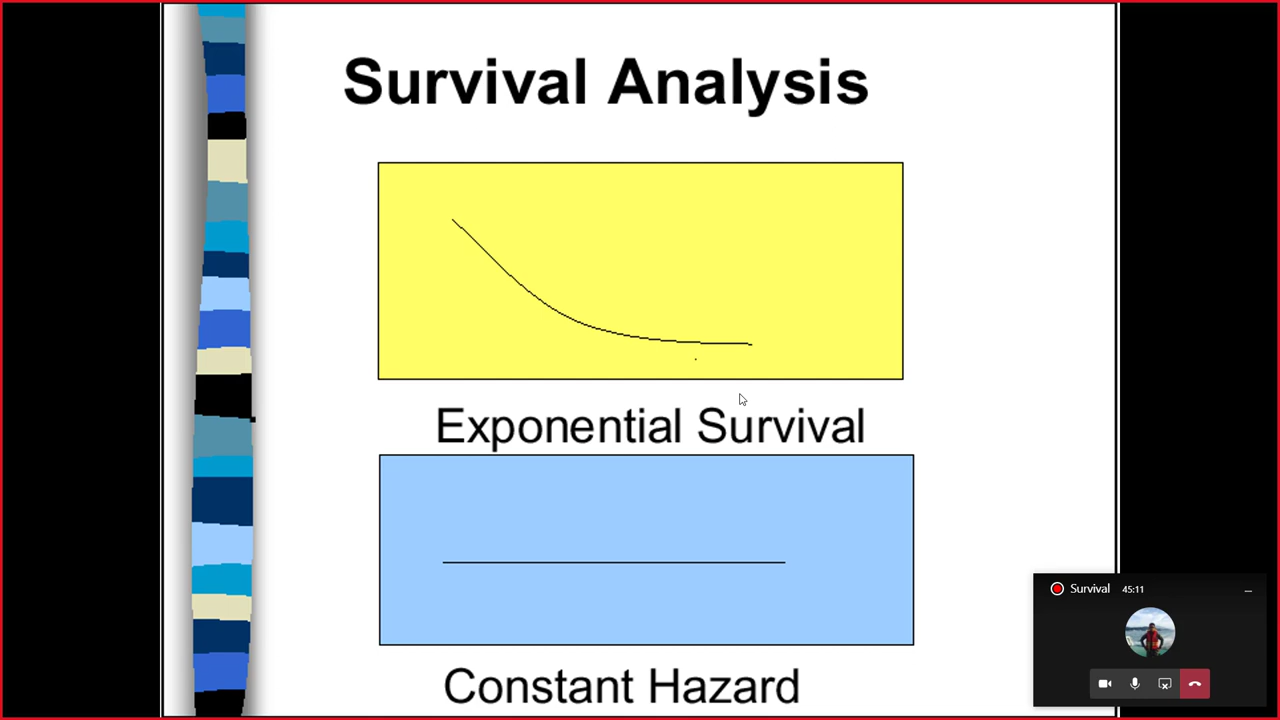 Survival Analysis
Exponential Survival
Constant Hazard
Survival 45:11